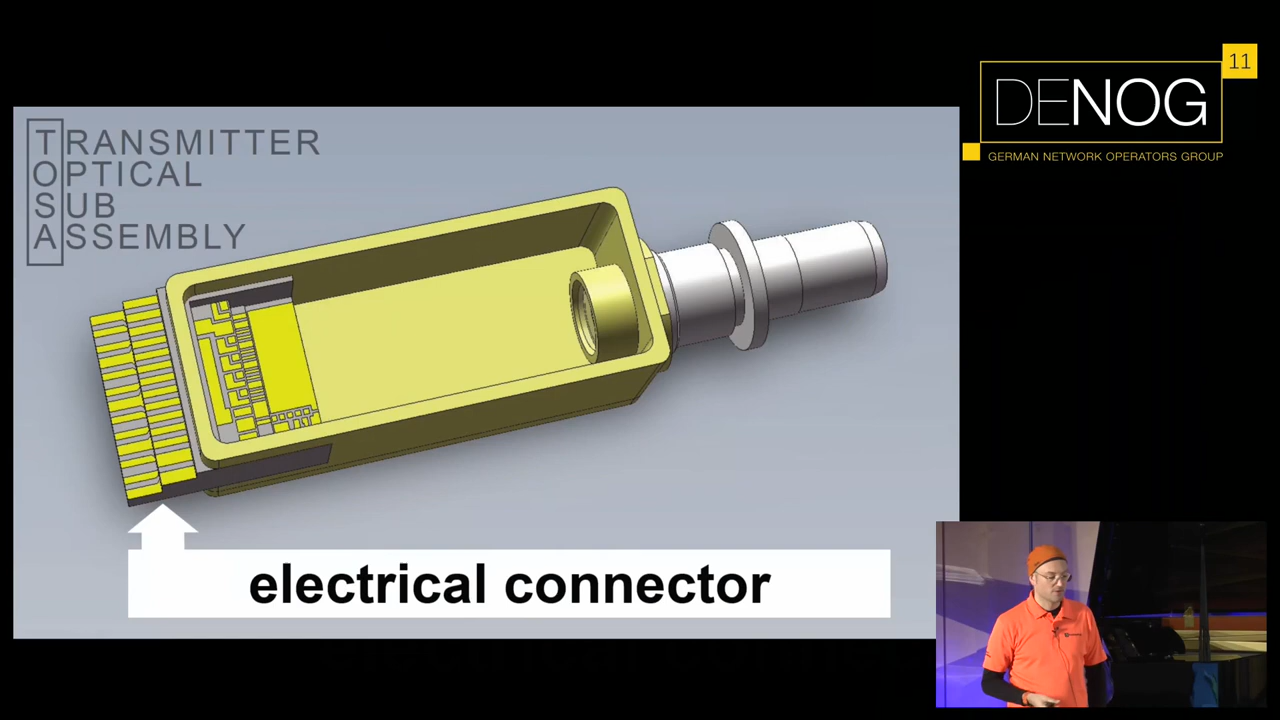 TRANSMITTER
OPTICAL
SUB
ASSEMBLY
electrical connector
11
DENOG
GERMAN NETWORK OPERATORS GROUP